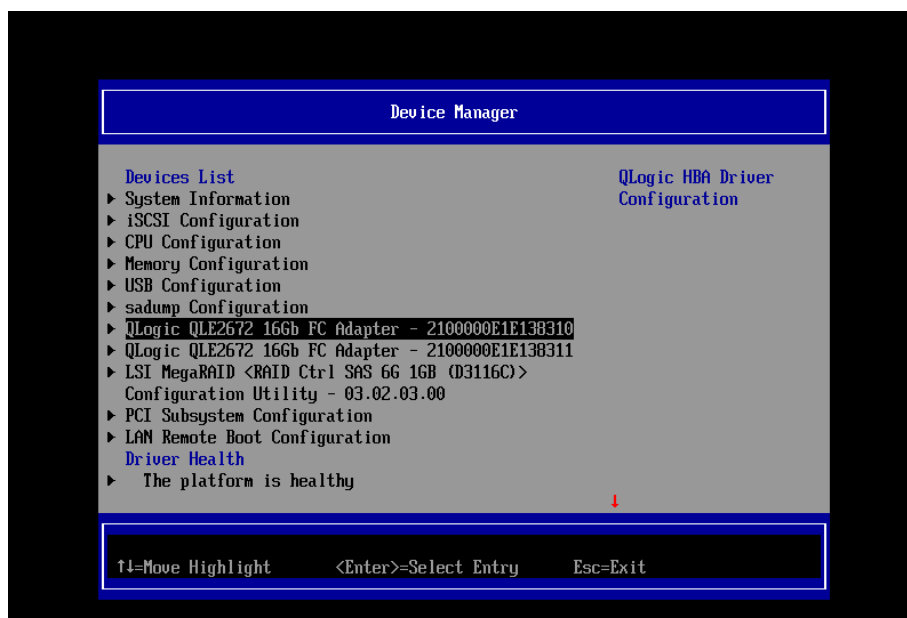 Device Manager
Devices List
System Information
iSCSI Configuration
CPU Configuration
Memory Configuration
USB Configuration
sadump Configuration
QLogic QLE2672 16Gb FC Adapter - 2100000E1E138310
QLogic QLE2672 16Gb FC Adapter - 2100000E1E138311
LSI MegaRAID <RAID Ctrl SAS 6G 1GB (D3116C)>
Configuration Utility - 03.02.03.00
PCI Subsystem Configuration
LAN Remote Boot Configuration
Driver Health
The platform is healthy
QLogic HBA Driver
Configuration
↑↓=Move Highlight <Enter>=Select Entry Esc=Exit